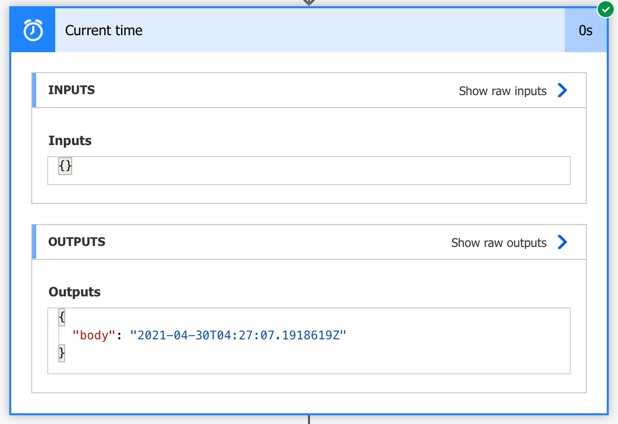 Current time
0s
INPUTS
Show raw inputs
Inputs
{}
OUTPUTS
Show raw outputs
Outputs
{
"body": "2021-04-30T04:27:07.1918619Z"
}